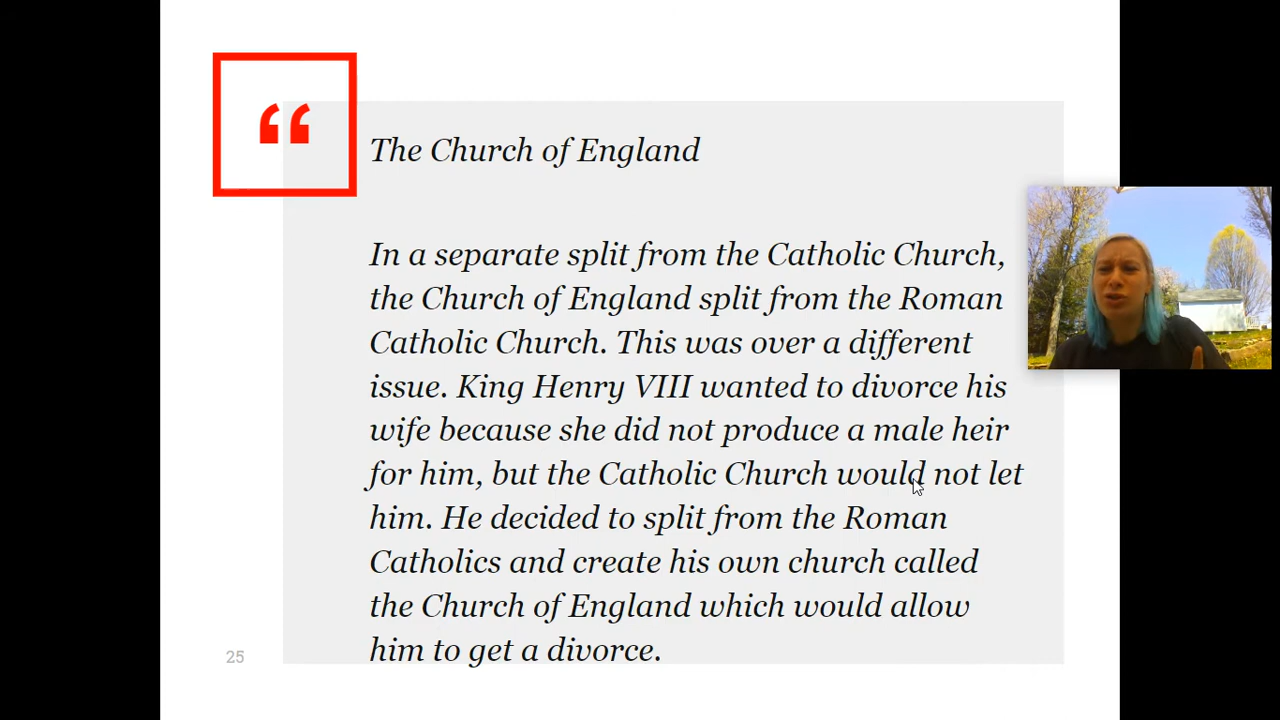 “
The Church of England
In a separate split from the Catholic Church,
the Church of England split from the Roman
Catholic Church. This was over a different
issue. King Henry VIII wanted to divorce his
wife because she did not produce a male heir
for him, but the Catholic Church would not let
him. He decided to split from the Roman
Catholics and create his own church called
the Church of England which would allow
him to get a divorce.
25